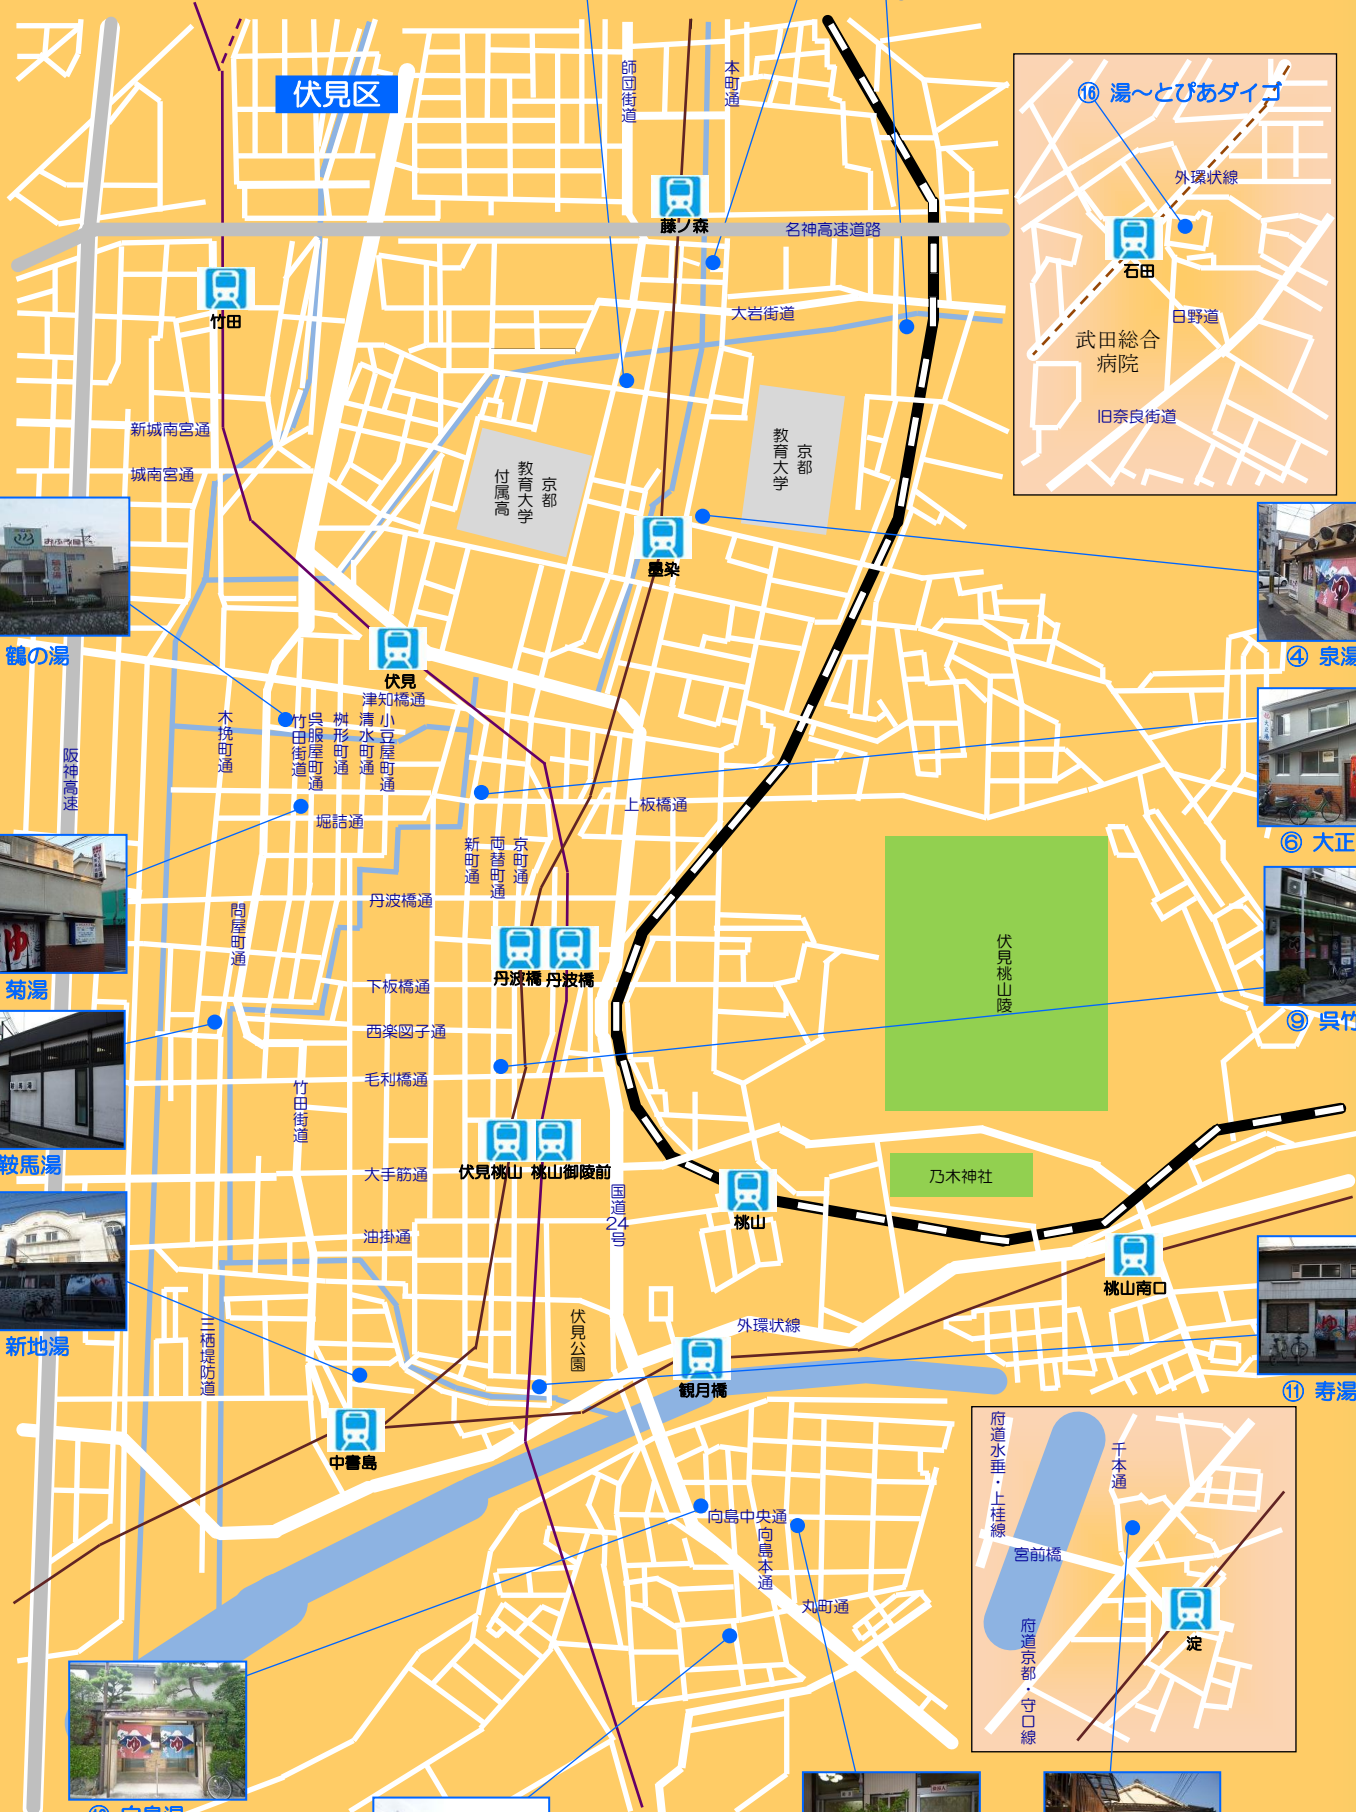 伏見区
師団街道
本町通
⑯ 湯～とぴあダイゴ
外環状線
藤ノ森
名神高速道路
石田
竹田
大岩街道
日野道
武田総合
病院
旧奈良街道
新城南宮通
城南宮通
京都
教育大学
付属高
京都
教育大学
墨染
鶴の湯
④ 泉湯
伏見
津知橋通
木挽町通
竹田街道
呉服屋町通
桝形町通
清水町通
小豆屋町通
阪神高速
上板橋通
堀詰通
⑥ 大正
新町通
両替町通
京町通
丹波橋通
問屋町通
伏見桃山陵
丹波橋
丹波橋
菊湯
下板橋通
西楽図子通
⑨ 呉竹
毛利橋通
竹田街道
鞍馬湯
伏見桃山
桃山御陵前
大手筋通
乃木神社
国道24号
桃山
油掛通
桃山南口
三栖堤防道
伏見公園
外環状線
新地湯
観月橋
⑪ 寿湯
中書島
府道水垂・上桂線
千本通
向島中央通
向島本通
宮前橋
丸町通
淀
府道京都・守口線
ゆ